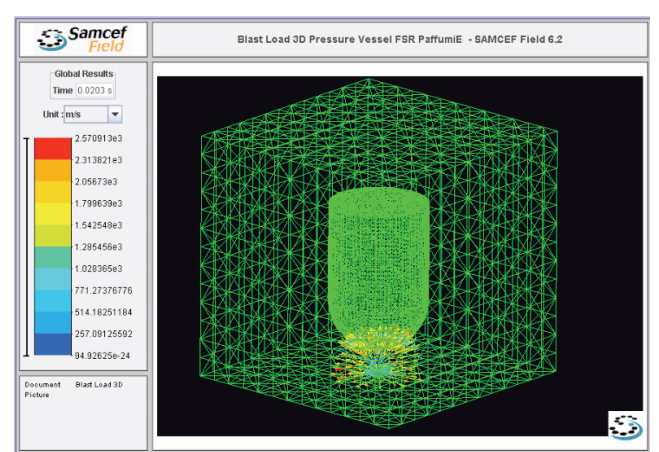 Samcef
Field
Blast Load 3D Pressure Vessel FSR PaffumiE - SAMCEF Field 6.2
Global Results
Time 0.0203 s
Unit : m/s
2.570913e3
2.313821e3
2.05673e3
1.799639e3
1.542548e3
1.285456e3
1.028365e3
771.27376776
514.18251184
257.09125592
94.92625e-24
Document Blast Load 3D
Picture